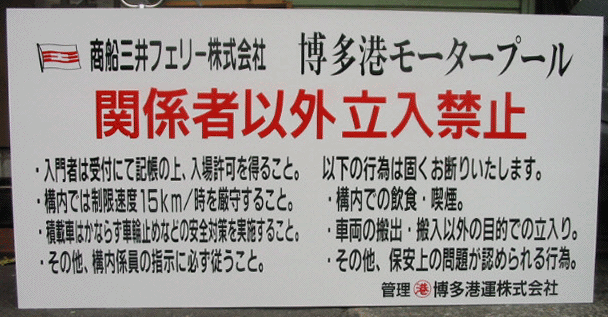 商船三井フェリー株式会社 博多港モータープール
関係者以外立入禁止
・入門者は受付にて記帳の上、入場許可を得ること。
・構内では制限速度15km/時を厳守すること。
・積載車はかならず車輪止めなどの安全対策を実施すること。
・その他、構内係員の指示に必ず従うこと。
以下の行為は固くお断りいたします。
・構内での飲食・喫煙。
・車両の搬出・搬入以外の目的での立入り。
・その他、保安上の問題が認められる行為。
管理 港 博多港運株式会社